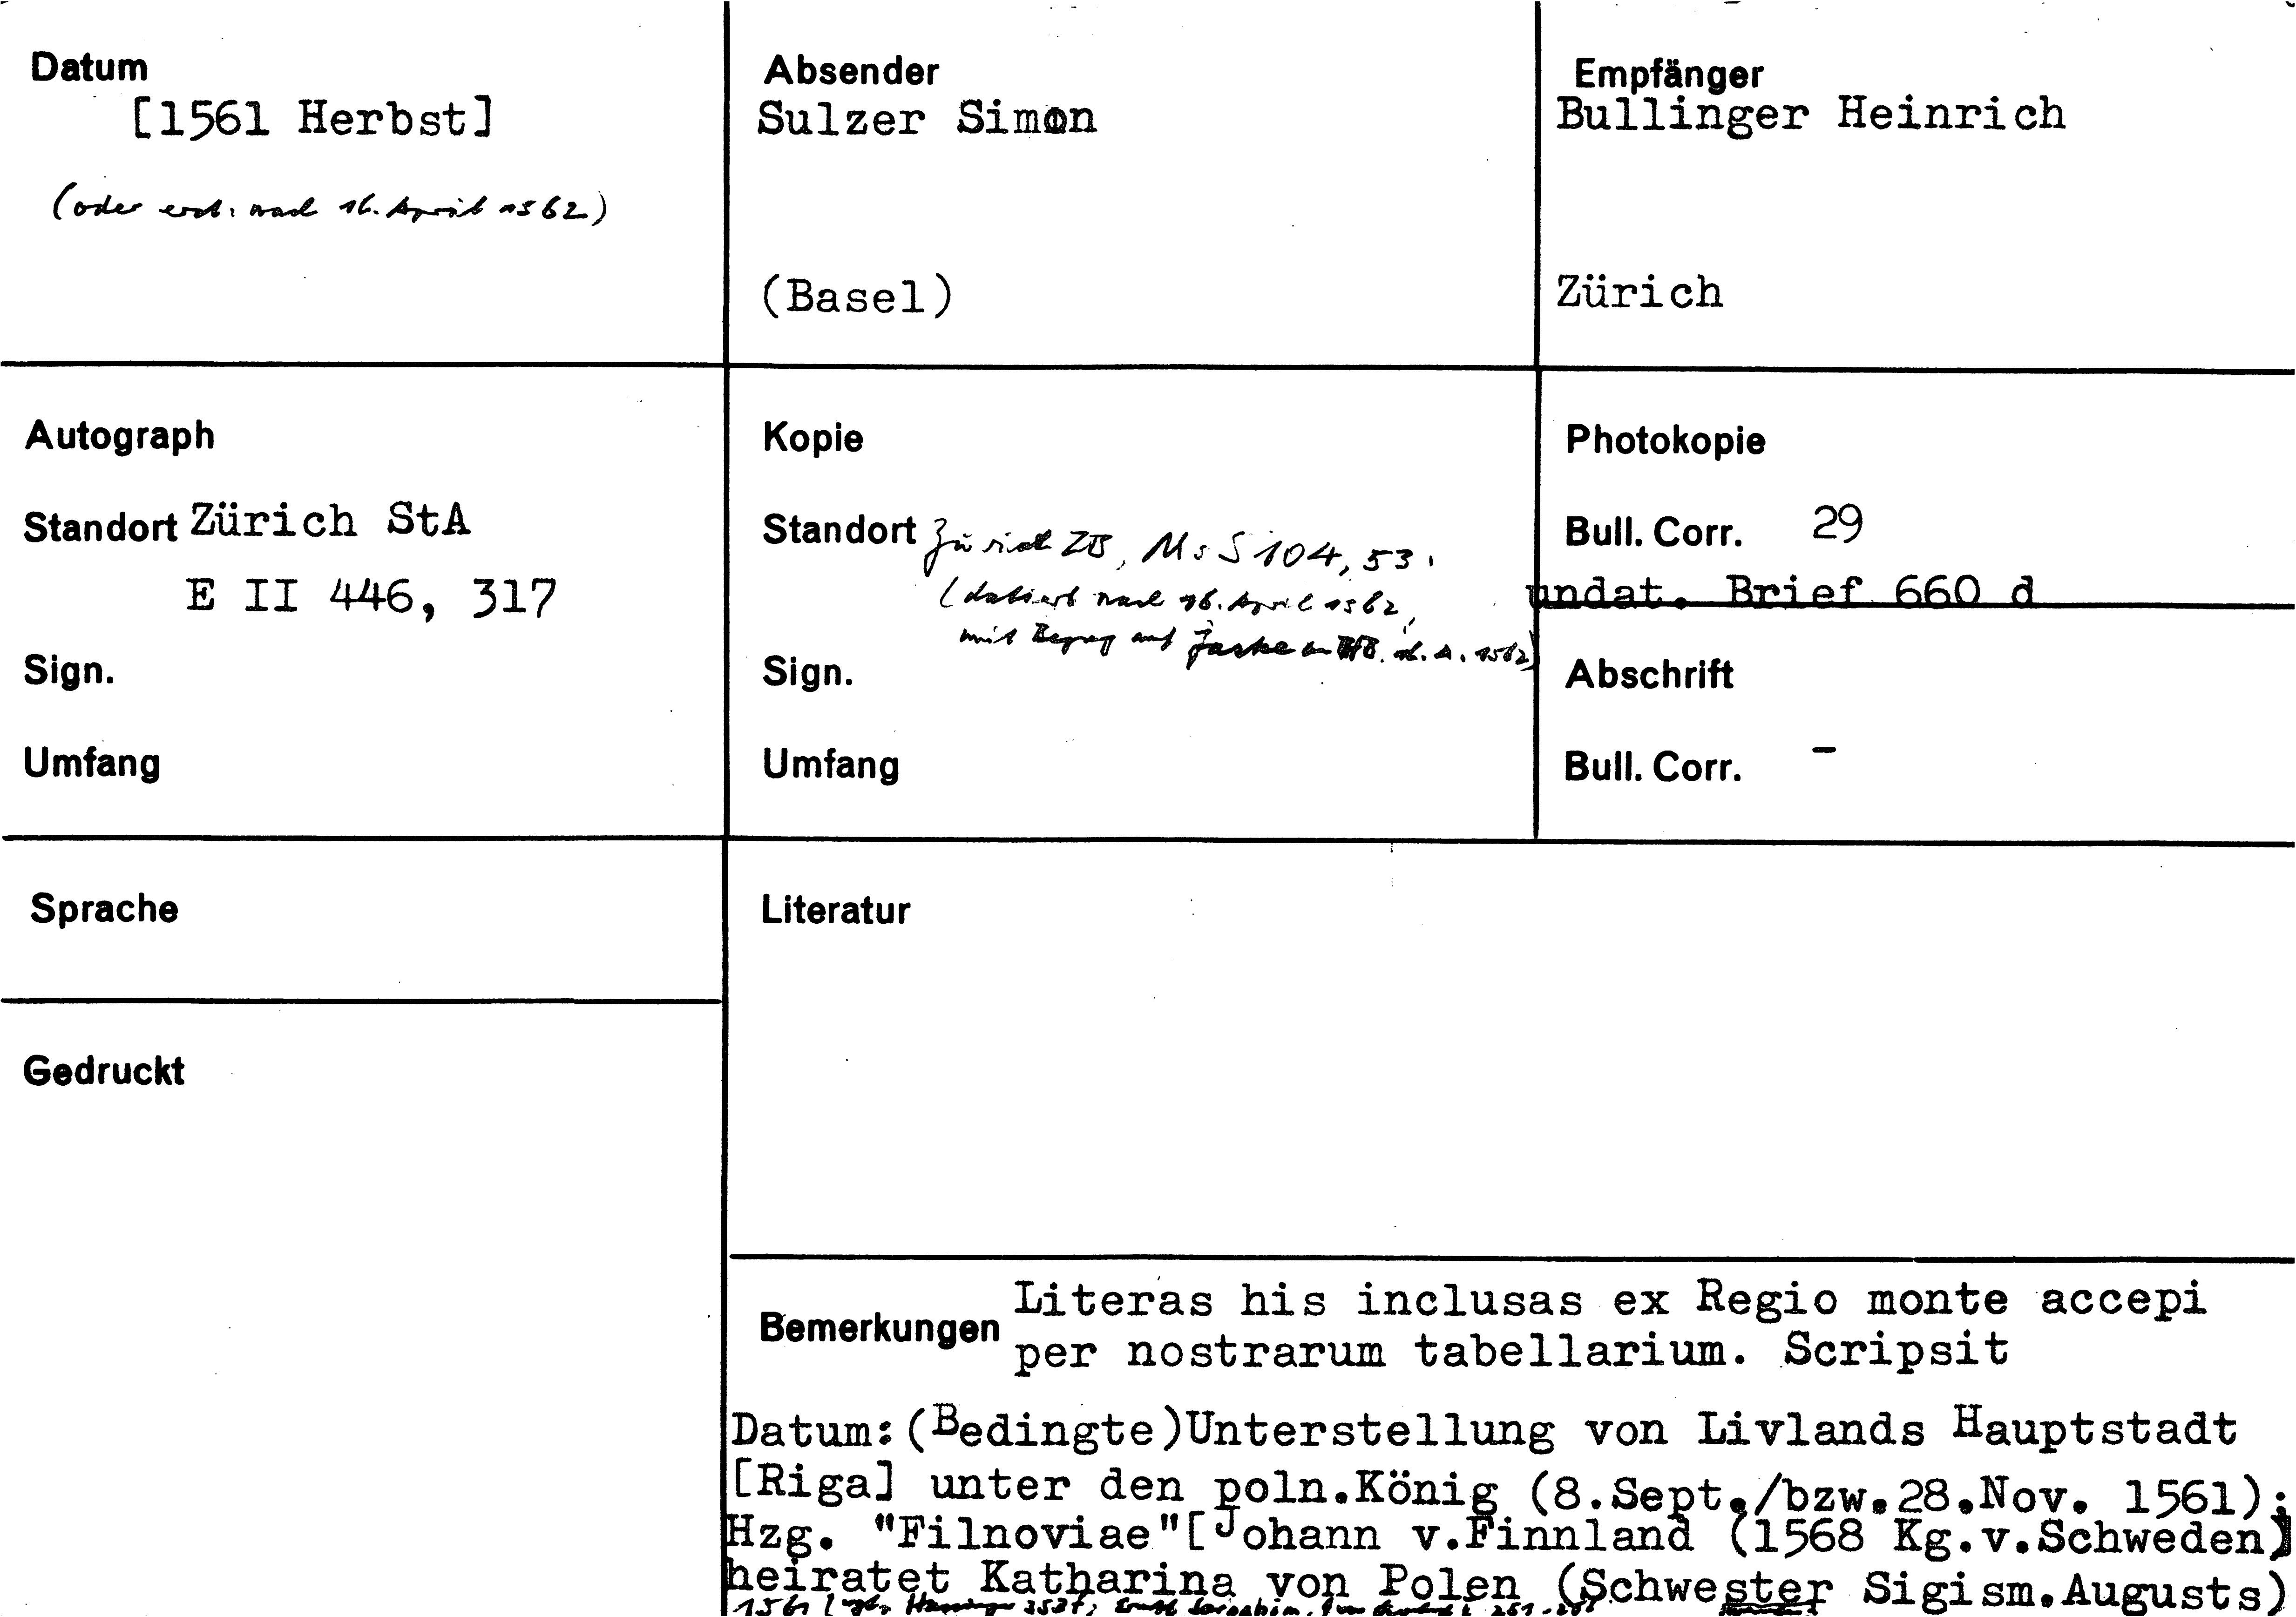 Datum
[1561 Herbst]
(oder erst: nach 16. April 1562)
Absender
Sulzer Simon
(Basel)
Empfänger
Bullinger Heinrich
Zürich
Autograph
Standort Zürich StA
E II 446, 317
Sign.
Umfang
Kopie
Standort Zürich ZB, Ms S 104, 53.
(datiert nach 16. April 1562,
mit Bezug auf Jaske an HB. 16. A. 1562)
Sign.
Umfang
Photokopie
Bull. Corr. 29
undat. Brief 660 d
Abschrift
Bull. Corr. -
Sprache
Gedruckt
Literatur
Bemerkungen
Literas his inclusas ex Regio monte accepi
per nostrarum tabellarium. Scripsit
Datum:(Bedingte)Unterstellung von Livlands Hauptstadt
[Riga] unter den poln.König (8.Sept./bzw.28.Nov. 1561);
Hzg. "Filnoviae"[Johann v.Finnland (1568 Kg.v.Schweden)
heiratet Katharina von Polen (Schwester Sigism.Augusts)
1561